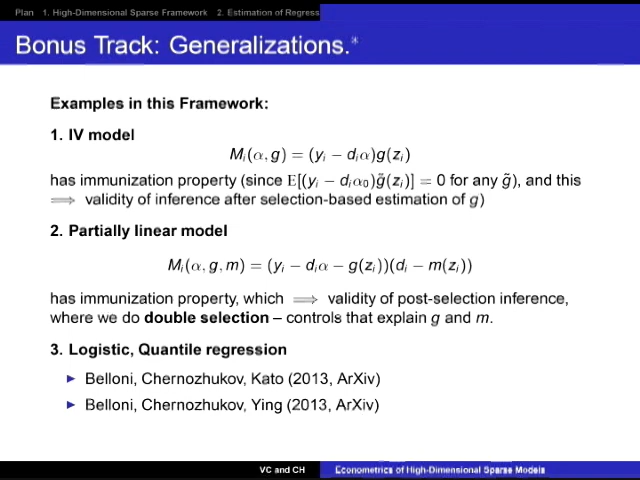 Plan 1. High-Dimensional Sparse Framework 2. Estimation of Regress
Bonus Track: Generalizations.*
Examples in this Framework:
1. IV model
Mᵢ(α, g) = (yᵢ − dᵢα)g(zᵢ)
has immunization property (since E[(yᵢ − dᵢα₀)g̃(zᵢ)] = 0 for any g̃), and this
⟹ validity of inference after selection-based estimation of g)
2. Partially linear model
Mᵢ(α, g, m) = (yᵢ − dᵢα − g(zᵢ))(dᵢ − m(zᵢ))
has immunization property, which ⟹ validity of post-selection inference,
where we do double selection – controls that explain g and m.
3. Logistic, Quantile regression
▶ Belloni, Chernozhukov, Kato (2013, ArXiv)
▶ Belloni, Chernozhukov, Ying (2013, ArXiv)
VC and CH Econometrics of High-Dimensional Sparse Models